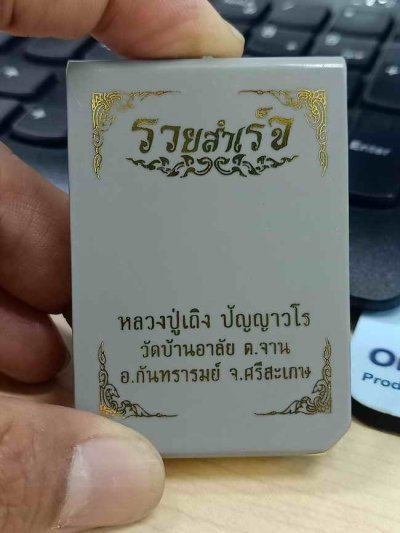 รวยสำเร็จ
หลวงปู่เถิง ปัญญาวโร
วัดบ้านอาลัย ต.จาน
อ.กันทรารมย์ จ.ศรีสะเกษ
Enter
Prod